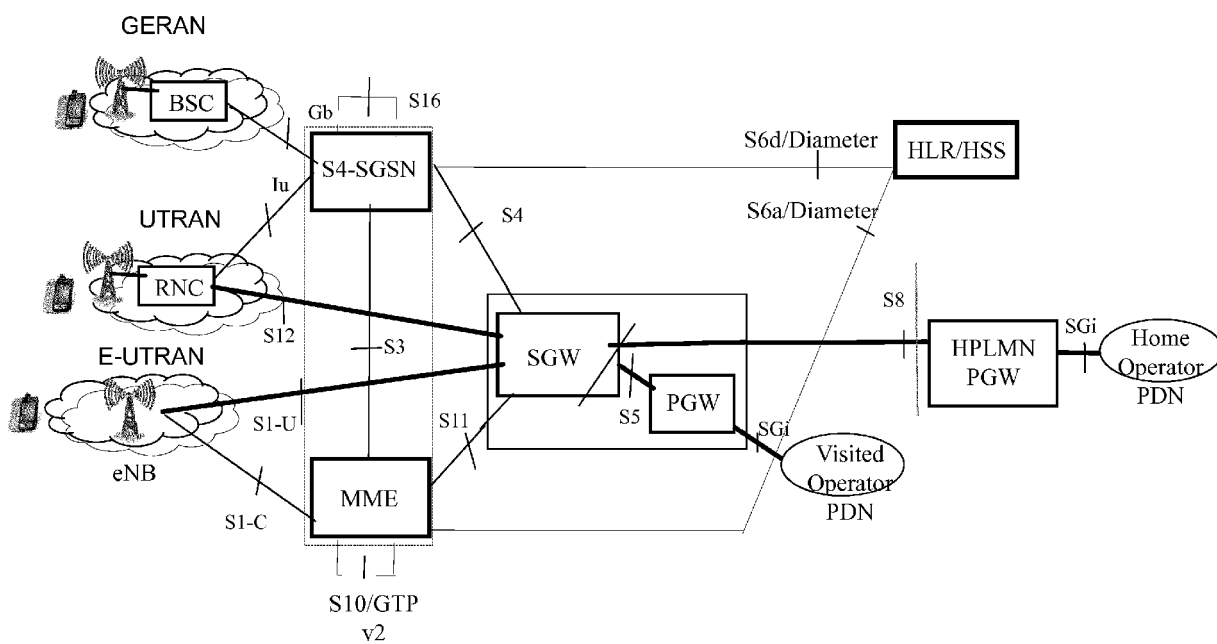 GERAN
BSC
Gb
S16
S4-SGSN
S6d/Diameter
HLR/HSS
Iu
UTRAN
S4
S6a/Diameter
RNC
S12
S3
S8
SGW
HPLMN
PGW
SGi
Home
Operator
PDN
E-UTRAN
S1-U
S11
S5
PGW
SGi
Visited
Operator
PDN
eNB
S1-C
MME
S10/GTP
v2